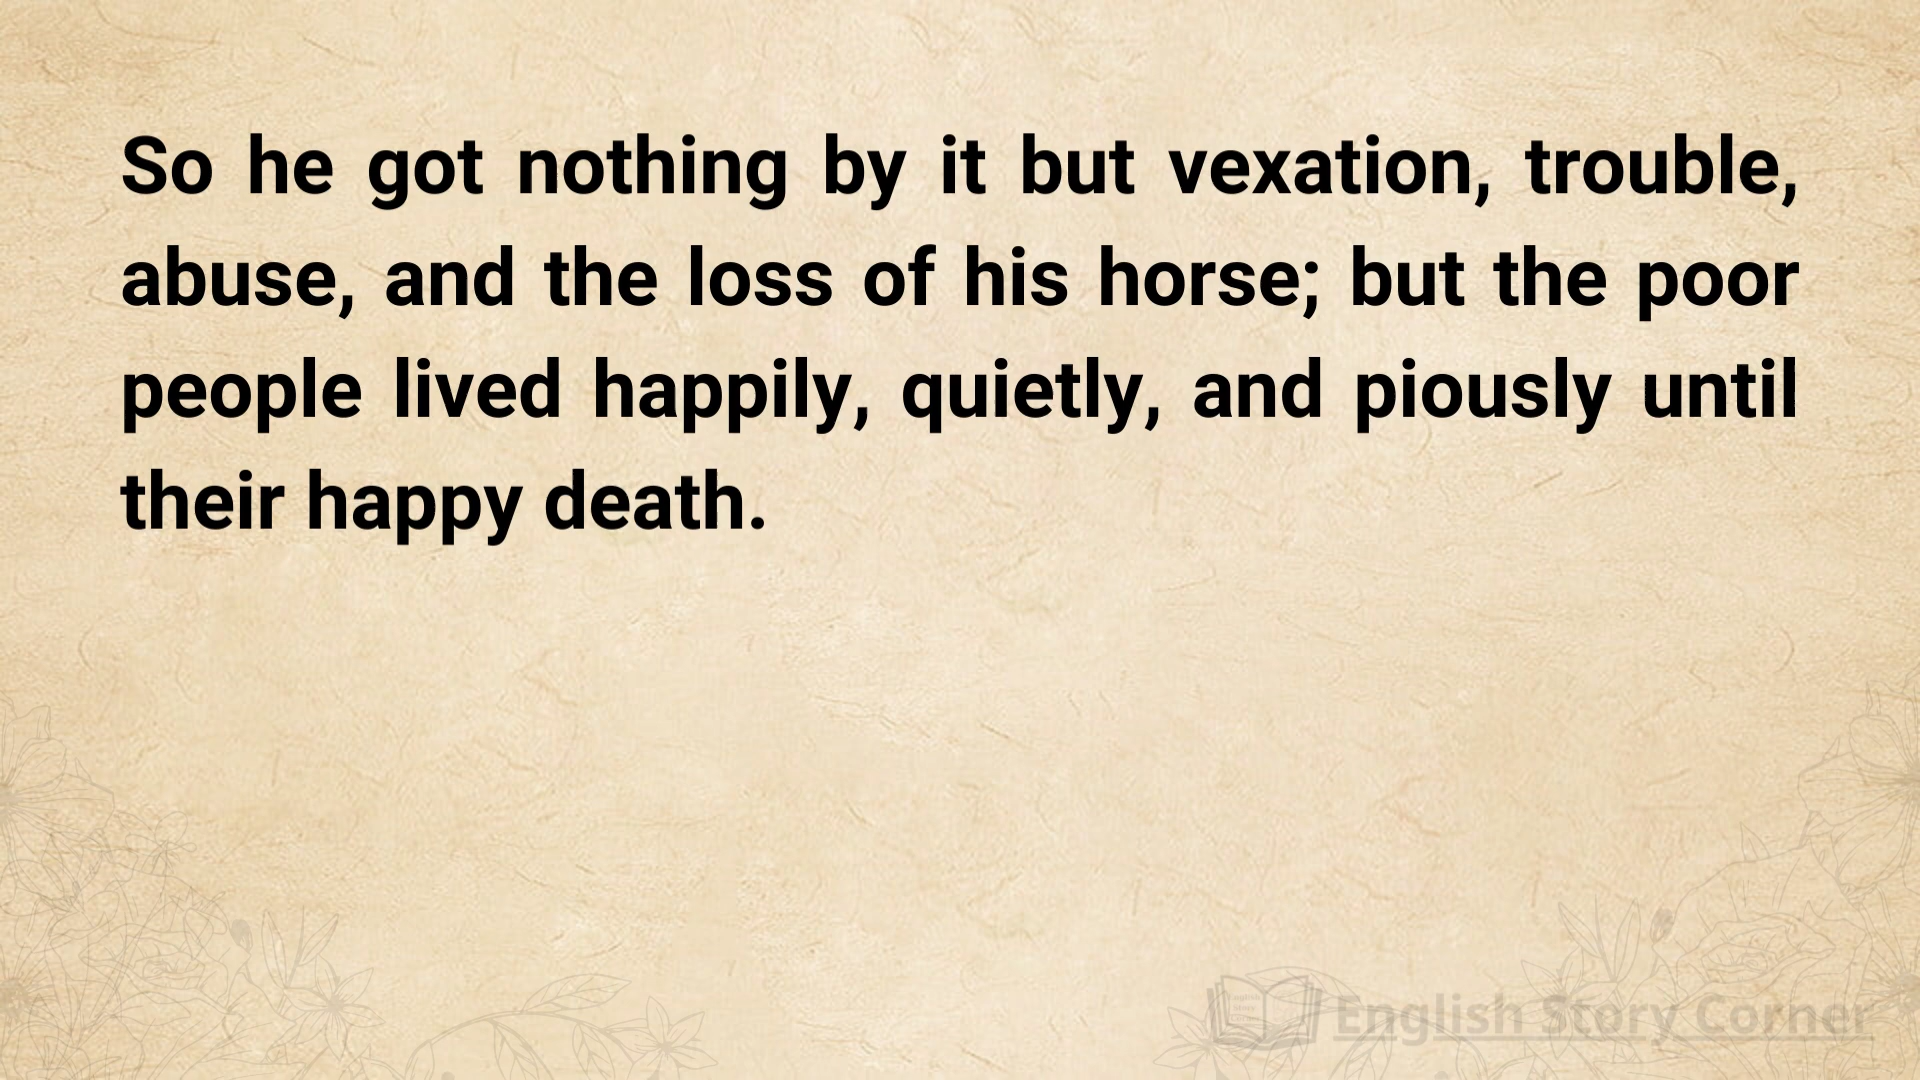 So he got nothing by it but vexation, trouble,
abuse, and the loss of his horse; but the poor
people lived happily, quietly, and piously until
their happy death.
English Story Corner